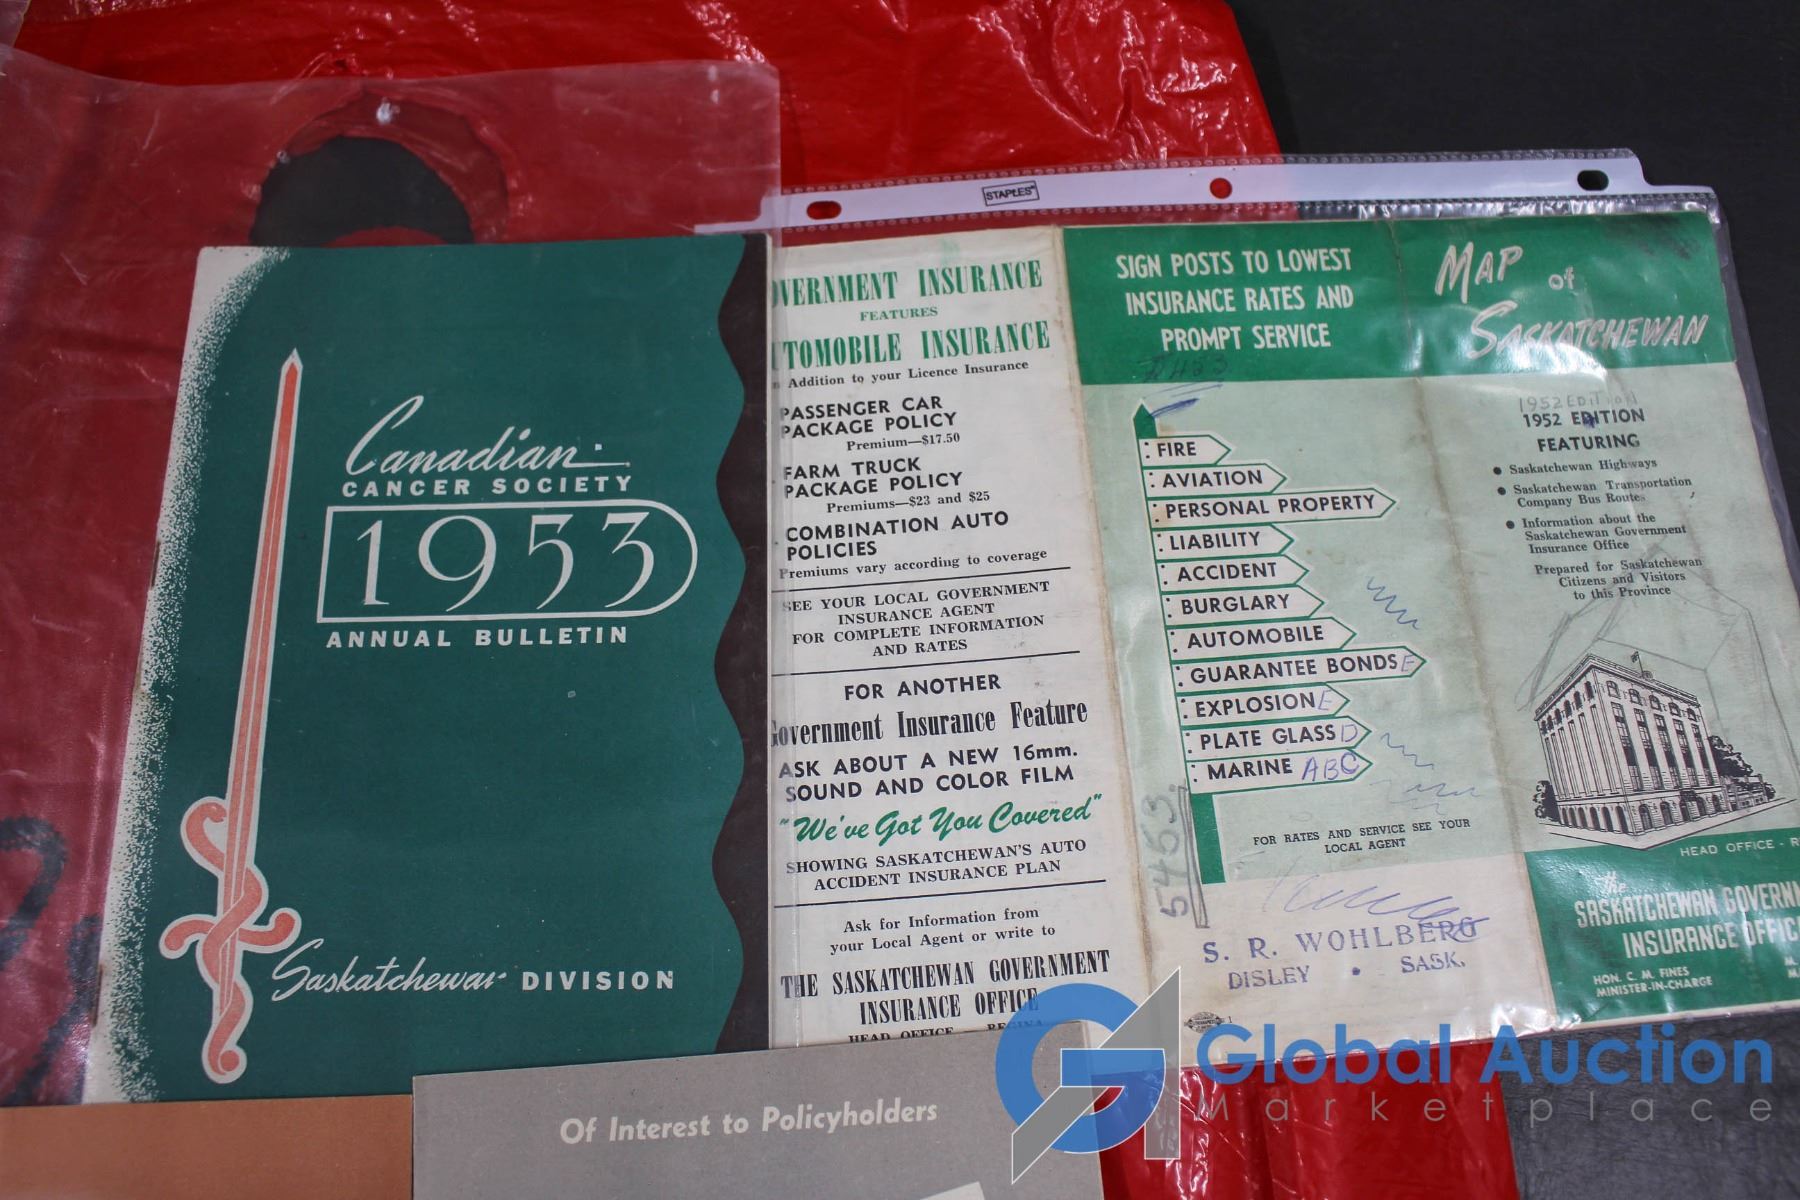 STAPLES
Canadian
CANCER SOCIETY
1953
ANNUAL BULLETIN
Saskatchewan DIVISION
OVERNMENT INSURANCE
FEATURES
UTOMOBILE INSURANCE
n Addition to your Licence Insurance
PASSENGER CAR
PACKAGE POLICY
Premium—$17.50
FARM TRUCK
PACKAGE POLICY
Premiums—$23 and $25
COMBINATION AUTO
POLICIES
Premiums vary according to coverage
SEE YOUR LOCAL GOVERNMENT
INSURANCE AGENT
FOR COMPLETE INFORMATION
AND RATES
FOR ANOTHER
Government Insurance Feature
ASK ABOUT A NEW 16mm.
SOUND AND COLOR FILM
"We've Got You Covered"
SHOWING SASKATCHEWAN'S AUTO
ACCIDENT INSURANCE PLAN
Ask for Information from
your Local Agent or write to
THE SASKATCHEWAN GOVERNMENT
INSURANCE OFFICE
HEAD OFFICE REGINA
SIGN POSTS TO LOWEST
INSURANCE RATES AND
PROMPT SERVICE
FIRE
AVIATION
PERSONAL PROPERTY
LIABILITY
ACCIDENT
BURGLARY
AUTOMOBILE
GUARANTEE BONDS E
EXPLOSION E
PLATE GLASS D
MARINE ABC
FOR RATES AND SERVICE SEE YOUR
LOCAL AGENT
5453
S. R. WOHLBERG
DISLEY • SASK.
MAP of
SASKATCHEWAN
1952 EDITION
1952 EDITION
FEATURING
• Saskatchewan Highways
• Saskatchewan Transportation
Company Bus Routes
• Information about the
Saskatchewan Government
Insurance Office
Prepared for Saskatchewan
Citizens and Visitors
to this Province
HEAD OFFICE - R
the
SASKATCHEWAN GOVERNM
INSURANCE OFFIC
HON. C. M. FINES
MINISTER-IN-CHARGE
M.
Of Interest to Policyholders
Global Auction
Marketplace